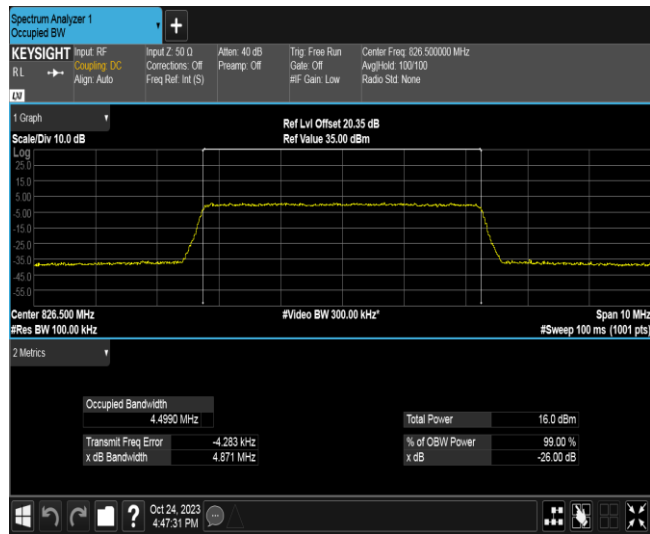 Spectrum Analyzer 1
Occupied BW
+
KEYSIGHT
RL
LXI
Input: RF
Coupling: DC
Align: Auto
Input Z: 50 Ω
Corrections: Off
Freq Ref: Int (S)
Atten: 40 dB
Preamp: Off
Trig: Free Run
Gate: Off
#IF Gain: Low
Center Freq: 826.500000 MHz
Avg|Hold: 100/100
Radio Std: None
1 Graph
Scale/Div 10.0 dB
Ref Lvl Offset 20.35 dB
Ref Value 35.00 dBm
Log
25.0
15.0
5.00
-5.00
-15.0
-25.0
-35.0
-45.0
-55.0
Center 826.500 MHz
#Video BW 300.00 kHz*
Span 10 MHz
#Res BW 100.00 kHz
#Sweep 100 ms (1001 pts)
2 Metrics
Occupied Bandwidth
4.4990 MHz
Total Power 16.0 dBm
Transmit Freq Error -4.283 kHz
% of OBW Power 99.00 %
x dB Bandwidth 4.871 MHz
x dB -26.00 dB
?
Oct 24, 2023
4:47:31 PM